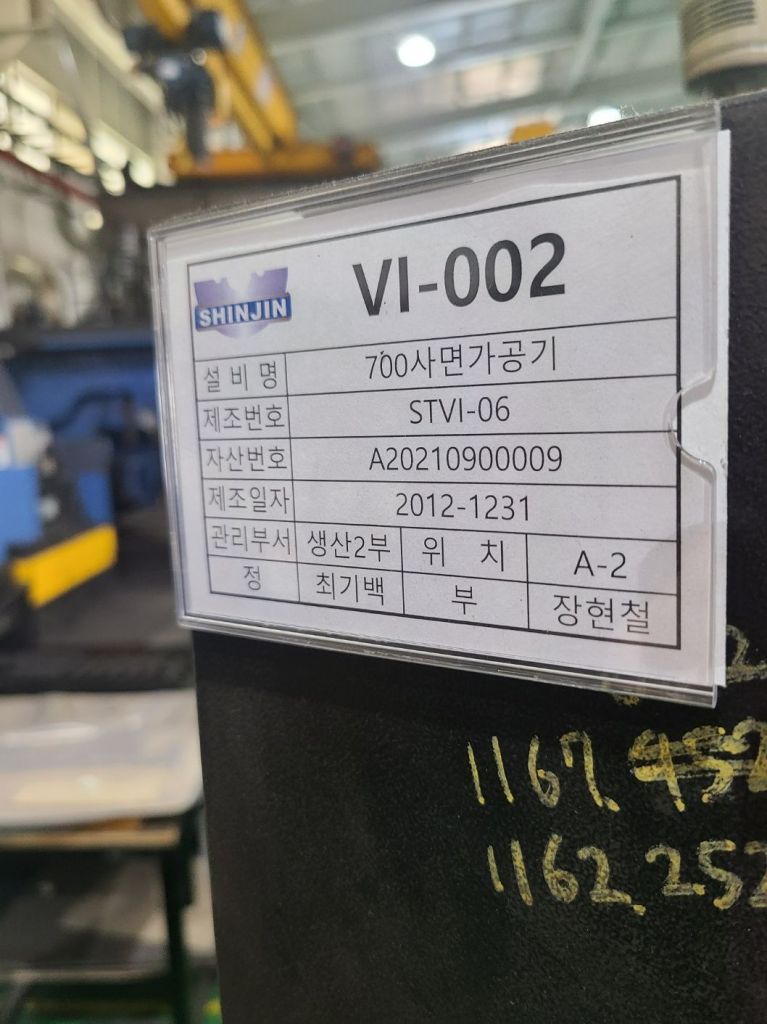 SHINJIN VI-002
설 비 명 700사면가공기
제조번호 STVI-06
자산번호 A20210900009
제조일자 2012-1231
관리부서 생산2부 위 치 A-2
정 최기백 부 장현철
1167.
1162.252